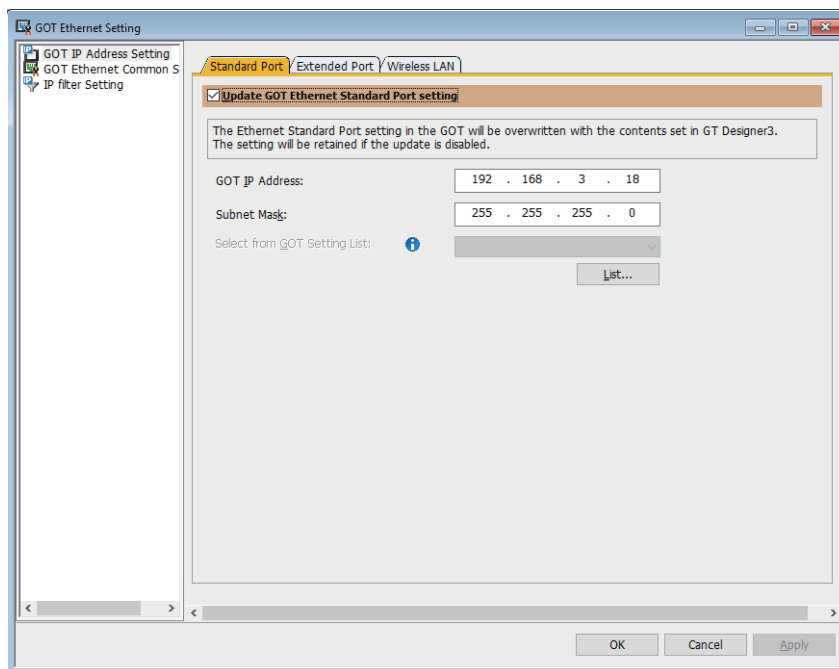 GOT Ethernet Setting
GOT IP Address Setting
GOT Ethernet Common S
IP filter Setting
Standard Port
Extended Port
Wireless LAN
Update GOT Ethernet Standard Port setting
The Ethernet Standard Port setting in the GOT will be overwritten with the contents set in GT Designer3.
The setting will be retained if the update is disabled.
GOT IP Address:
192 . 168 . 3 . 18
Subnet Mask:
255 . 255 . 255 . 0
Select from GOT Setting List:
List...
OK
Cancel
Apply